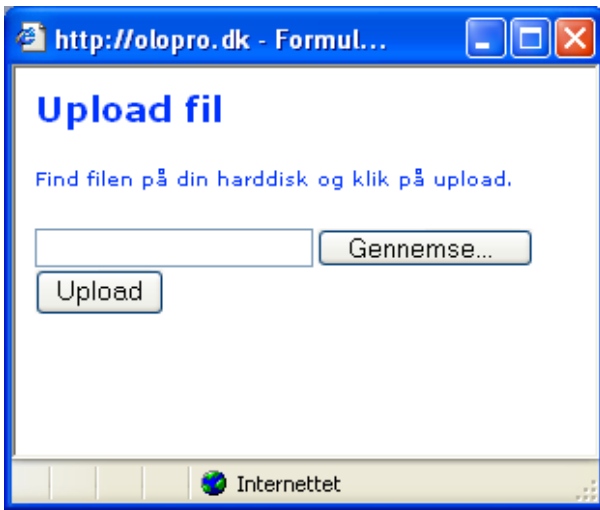 http://olopro.dk - Formul...
Upload fil
Find filen på din harddisk og klik på upload.
Gennemse...
Upload
Internettet